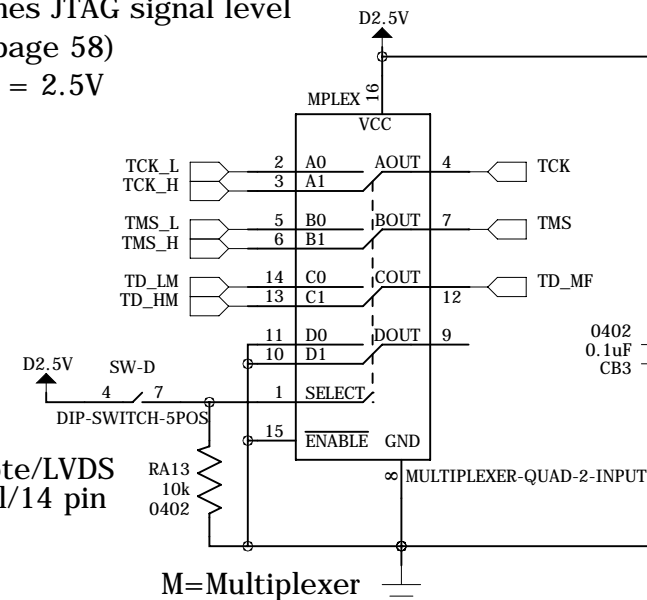 nes JTAG signal level
page 58)
= 2.5V
D2.5V
MPLEX
16
VCC
TCK_L 2 A0 AOUT 4 TCK
TCK_H 3 A1
TMS_L 5 B0 BOUT 7 TMS
TMS_H 6 B1
TD_LM 14 C0 COUT TD_MF
TD_HM 13 C1 12
11 D0 DOUT 9
10 D1
0402
0.1uF
CB3
D2.5V SW-D
4 7 1 SELECT
DIP-SWITCH-5POS
15 ENABLE GND
te/LVDS
l/14 pin
RA13
10k
0402
8 MULTIPLEXER-QUAD-2-INPUT
M=Multiplexer